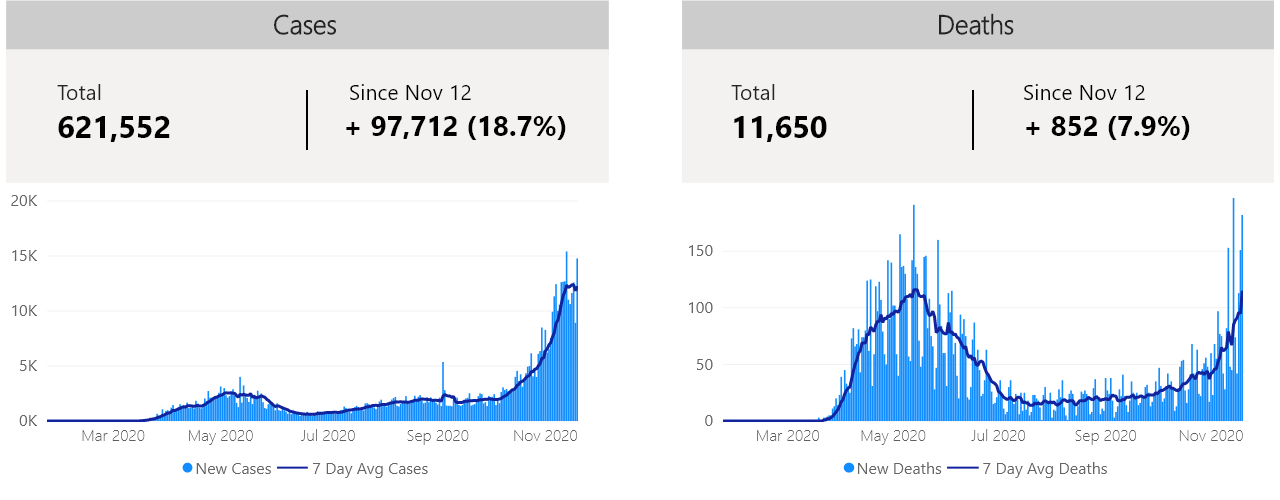 Cases
Total
621,552
Since Nov 12
+ 97,712 (18.7%)
20K
15K
10K
5K
0K
Mar 2020 May 2020 Jul 2020 Sep 2020 Nov 2020
New Cases 7 Day Avg Cases
Deaths
Total
11,650
Since Nov 12
+ 852 (7.9%)
150
100
50
0
Mar 2020 May 2020 Jul 2020 Sep 2020 Nov 2020
New Deaths 7 Day Avg Deaths